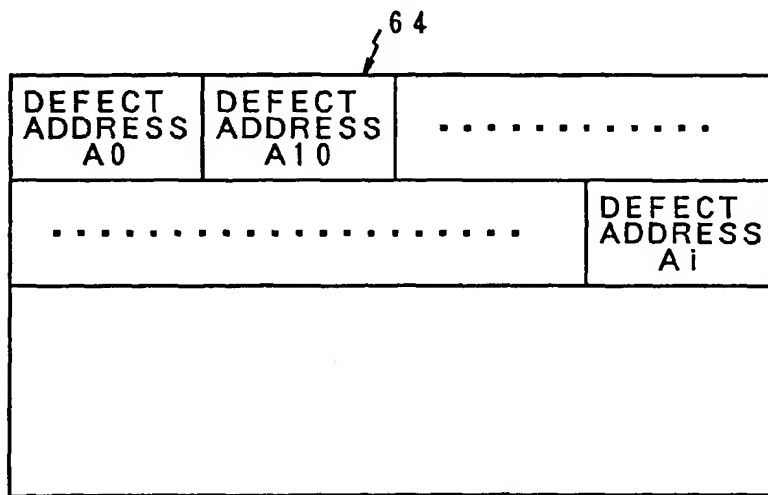 64
DEFECT
ADDRESS
A0
DEFECT
ADDRESS
A10
............
....................
DEFECT
ADDRESS
Ai